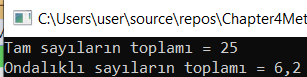 C:\Users\user\source\repos\Chapter4Met
Tam sayıların toplamı = 25
Ondalıklı sayıların toplamı = 6,2